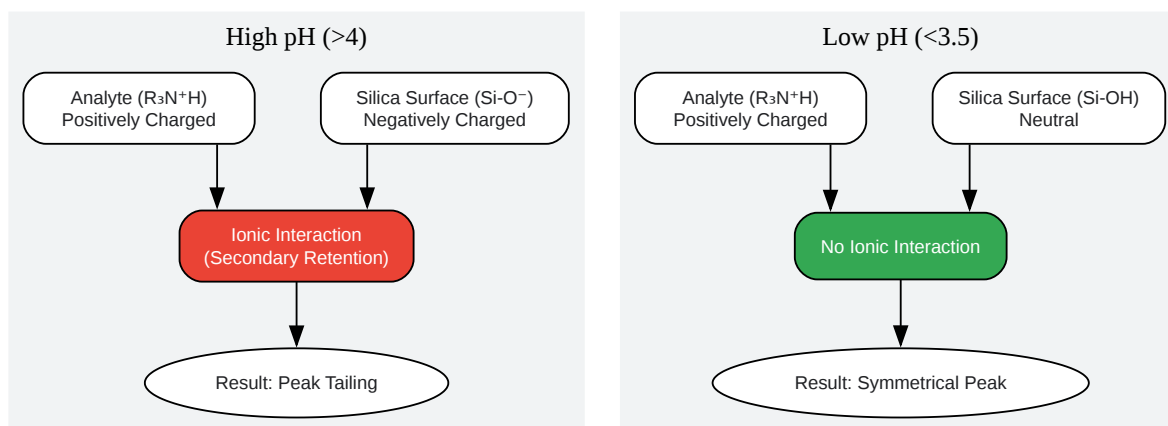 High pH (>4)
Analyte (R₃N⁺H)
Positively Charged
Silica Surface (Si-O⁻)
Negatively Charged
Ionic Interaction
(Secondary Retention)
Result: Peak Tailing
Low pH (<3.5)
Analyte (R₃N⁺H)
Positively Charged
Silica Surface (Si-OH)
Neutral
No Ionic Interaction
Result: Symmetrical Peak